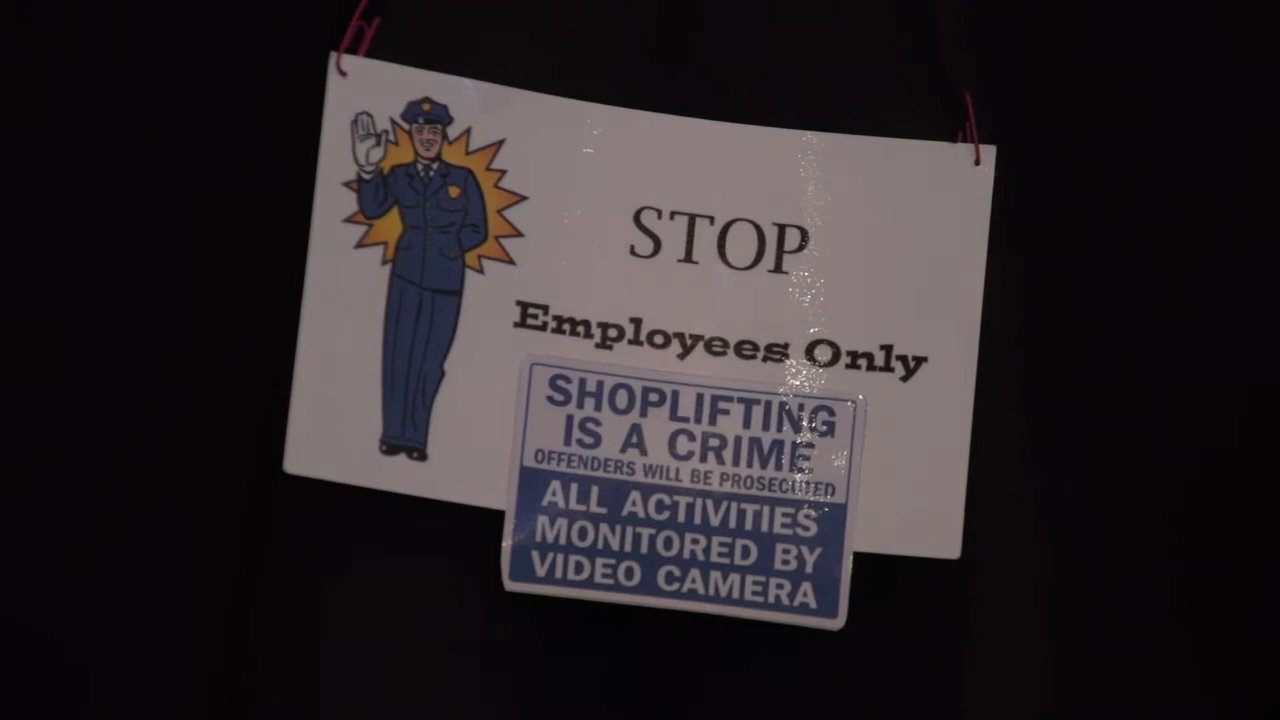 STOP
Employees Only
SHOPLIFTING
IS A CRIME
OFFENDERS WILL BE PROSECUTED
ALL ACTIVITIES
MONITORED BY
VIDEO CAMERA